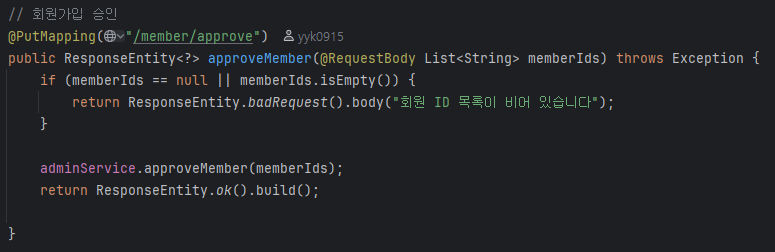 // 회원가입 승인
@PutMapping("/member/approve") yyk0915
public ResponseEntity<?> approveMember(@RequestBody List<String> memberIds) throws Exception {
    if (memberIds == null || memberIds.isEmpty()) {
        return ResponseEntity.badRequest().body("회원 ID 목록이 비어 있습니다");
    }

    adminService.approveMember(memberIds);
    return ResponseEntity.ok().build();

}